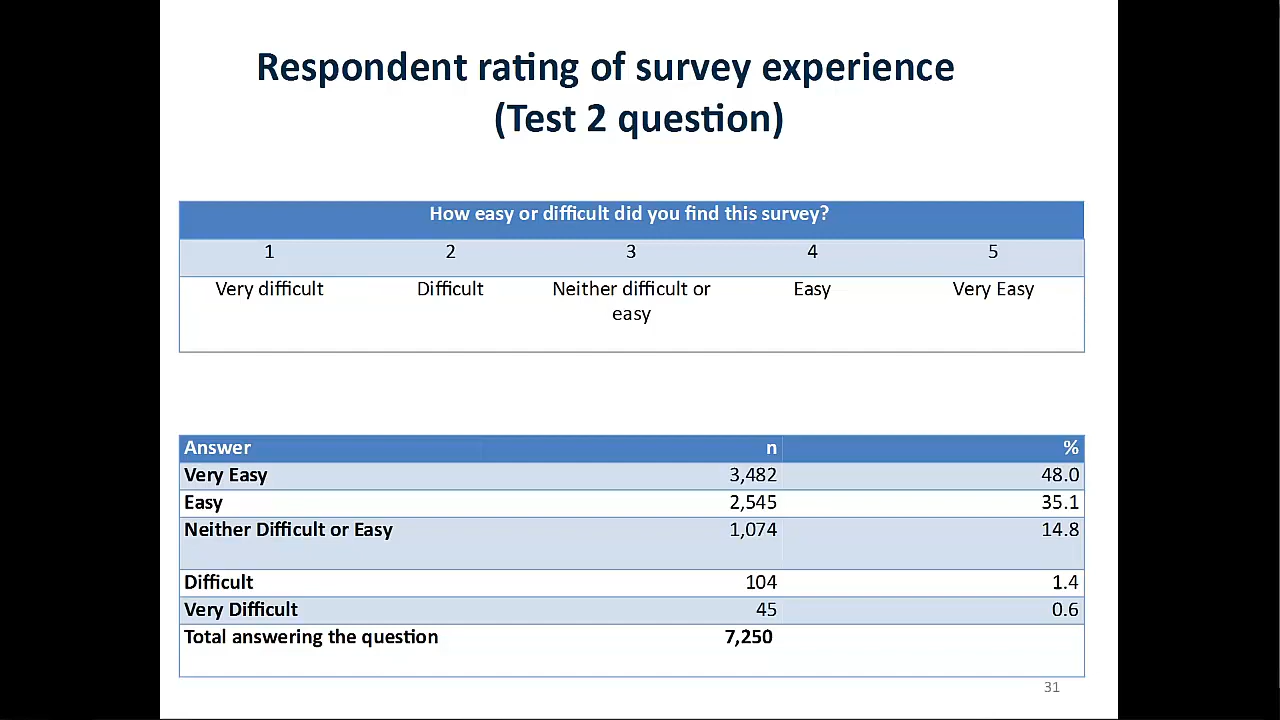 Respondent rating of survey experience
(Test 2 question)
How easy or difficult did you find this survey?
1 2 3 4 5
Very difficult Difficult Neither difficult or Easy Very Easy
easy
Answer n %
Very Easy 3,482 48.0
Easy 2,545 35.1
Neither Difficult or Easy 1,074 14.8
Difficult 104 1.4
Very Difficult 45 0.6
Total answering the question 7,250
31